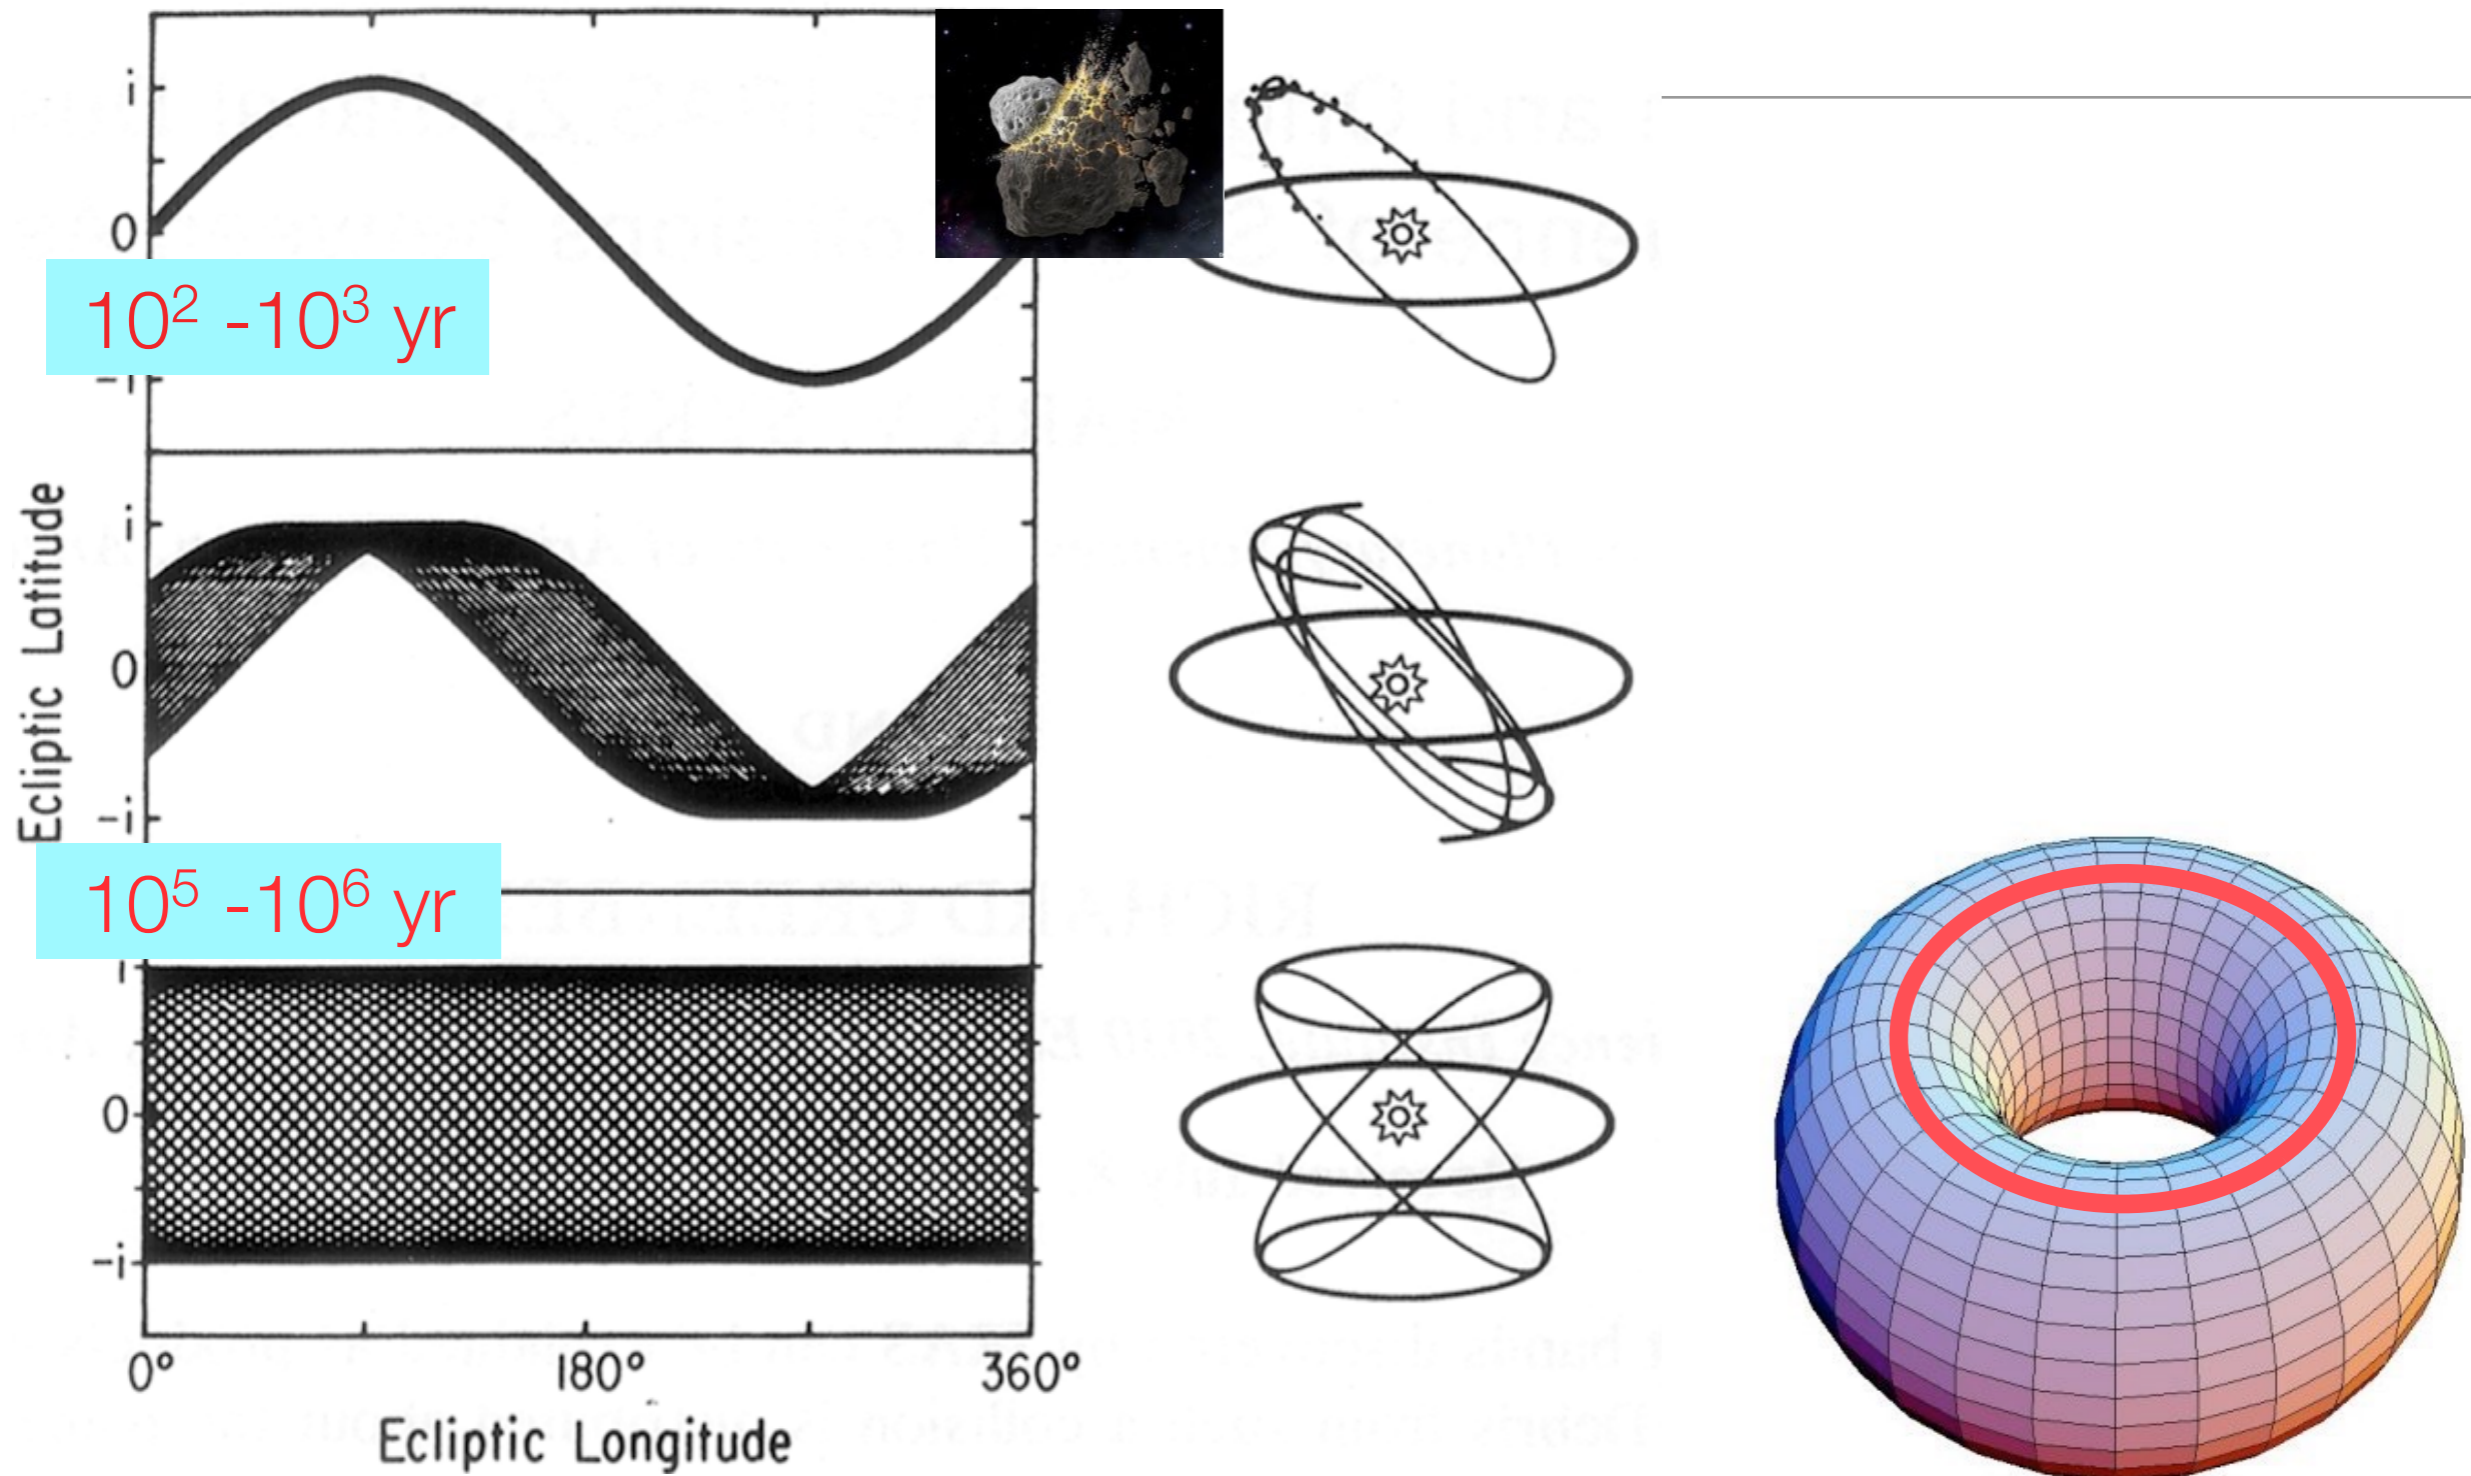 i
0
10² -10³ yr
-i
Ecliptic Latitude
i
0
-i
10⁵ -10⁶ yr
i
0
-i
0° 180° 360°
Ecliptic Longitude